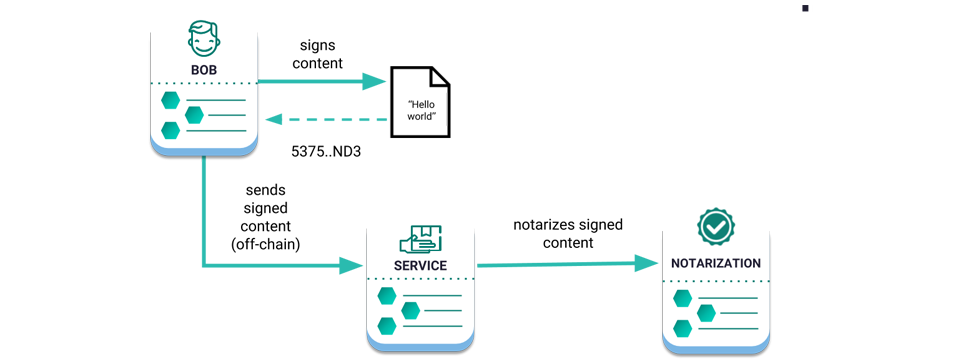 BOB
signs
content
“Hello
world”
5375..ND3
sends
signed
content
(off-chain)
SERVICE
notarizes signed
content
NOTARIZATION